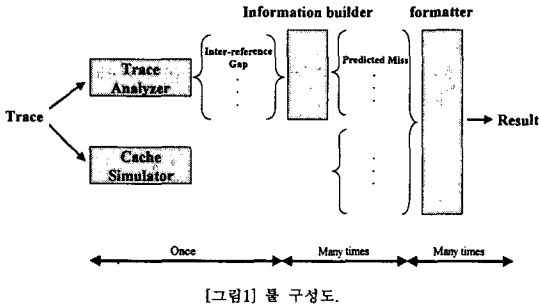 Information builder formatter
Inter-reference
Gap
Predicted Miss
Trace
Analyzer
Trace
Result
Cache
Simulator
Once Many times Many times
[그림1] 툴 구성도.